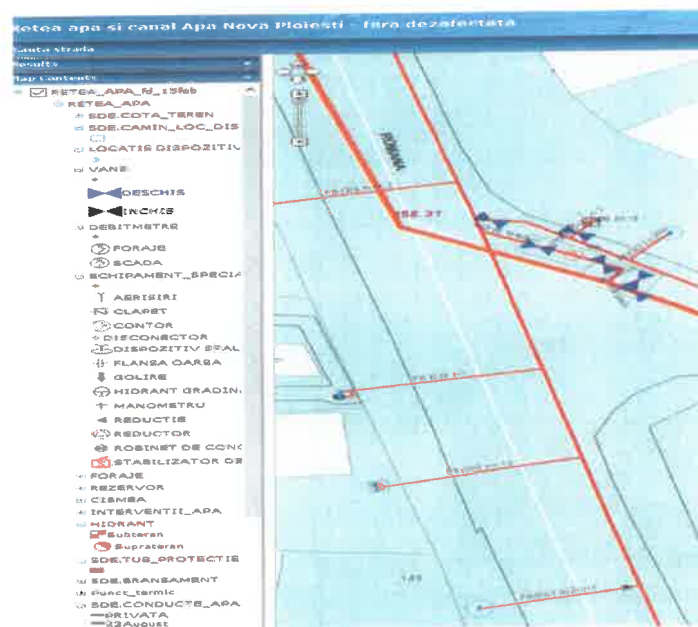 Retea apa si canal Apa Nova Ploiesti - fara dezafectata
Cauta strada
Results
Map Contents
RETEA_APA_fd_15feb
RETEA_APA
SDE.COTA_TEREN
SDE.CAMIN_LOC_DIS
LOCATIE DISPOZITIV
VANE
DESCHIS
INCHIS
DEBITMETRE
FORAJE
SCADA
ECHIPAMENT_SPECIA
AERISIRI
CLAPET
CONTOR
DISCONECTOR
DISPOZITIV SPAL
FLANSA OARBA
GOLIRE
HIDRANT GRADIN
MANOMETRU
REDUCTIE
REDUCTOR
ROBINET DE CONC
STABILIZATOR DE
FORAJE
REZERVOR
CISMEA
INTERVENTII_APA
HIDRANT
Subteran
Suprateran
SDE.TUB_PROTECTIE
SDE.BRANSAMENT
Punct_termic
SDE.CONDUCTE_APA
PRIVATA
23August
ROMANA
158.31